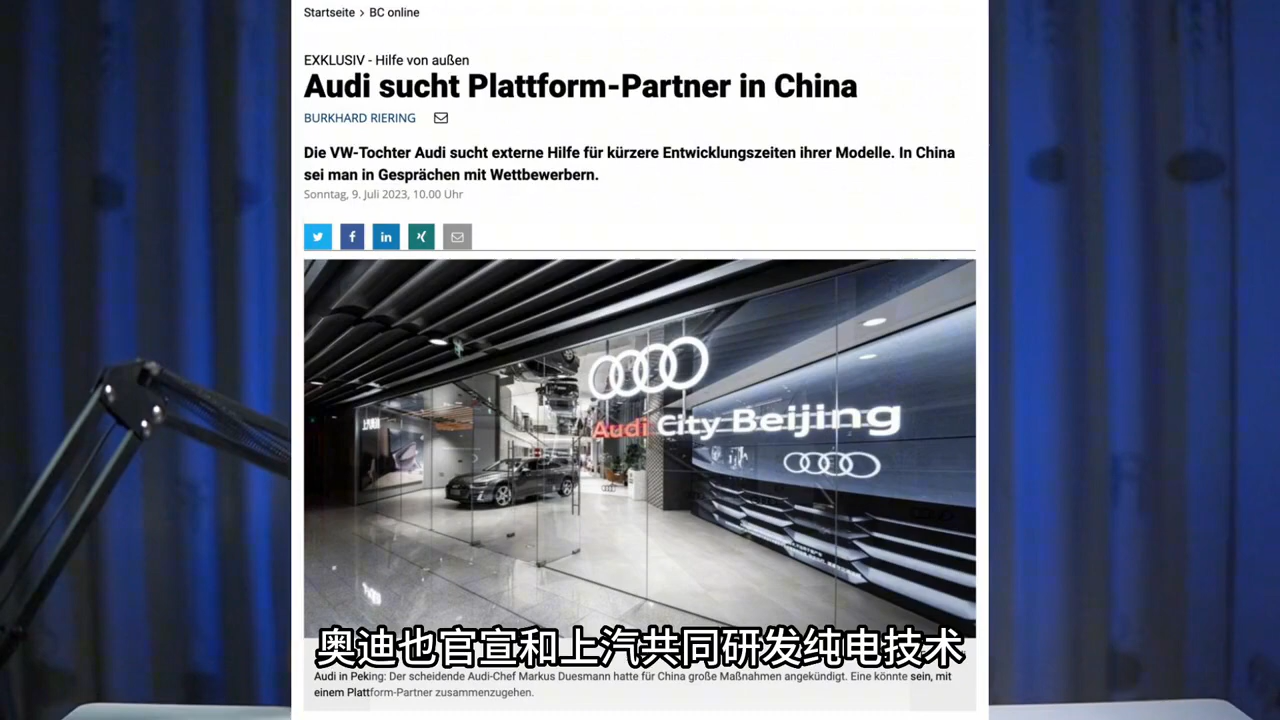 Startseite › BC online
EXKLUSIV - Hilfe von außen
Audi sucht Plattform-Partner in China
BURKHARD RIERING
Die VW-Tochter Audi sucht externe Hilfe für kürzere Entwicklungszeiten ihrer Modelle. In China
sei man in Gesprächen mit Wettbewerbern.
Sonntag, 9. Juli 2023, 10.00 Uhr
Audi City Beijing
奥迪也官宣和上汽共同研发纯电技术
Audi in Peking: Der scheidende Audi-Chef Markus Duesmann hatte für China große Maßnahmen angekündigt. Eine könnte sein, mit
einem Plattform-Partner zusammenzugehen.